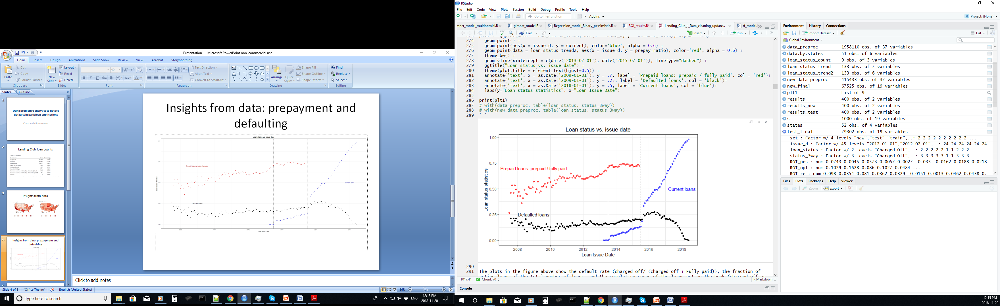 Presentation1 - Microsoft PowerPoint non-commercial use
Home Insert Design Animations Slide Show Review View Acrobat Storyboarding
Paste
Cut
Copy
Format Painter
Clipboard
New Slide
Layout
Reset
Delete
Slides
40
Font
Text Direction
Align Text
Convert to SmartArt
Paragraph
Arrange
Quick Styles
Shape Fill
Shape Outline
Shape Effects
Drawing
Find
Replace
Select
Editing
Slides Outline
1
Using predictive analytics to detect
defaults in bank loan applications
Constantin Romanescu
2
Lending Club loan counts
3
Insights from data
4
Insights from data: prepayment and
defaulting
Insights from data: prepayment and
defaulting
Loan status vs. issue date
Prepaid loans: prepaid / fully paid
Current loans
Defaulted loans
Loan status statistics
Loan Issue Date
Click to add notes
Slide 4 of 5 "Office Theme" English (United States) 86%
Type here to search
ENG
12:15 PM
2018-11-20
RStudio
File Edit Code View Plots Session Build Debug Profile Tools Help
Go to file/function Addins
Project: (None)
mnet_model_multinomial.R glmnet_model.R Regression_model_Binary_pessimistic.R ROI_results.R* Lending_Club_-_Data_cleaning_update... rf_model.
Knit Insert Run
274 geom_point() +
275 geom_point(aes(x = issue_d, y = current), color='blue', alpha = 0.6) +
276 geom_point(data = loan_status_trend2, aes(x = issue_d, y = prepay_ratio), color='red', alpha = 0.6) +
277 theme_bw() +
278 geom_vline(xintercept = c(date('2013-07-01'), date('2015-07-01')), linetype="dashed") +
279 ggtitle("Loan status vs. issue date") +
280 theme(plot.title = element_text(hjust=0.5)) +
281 annotate('text', x = as.Date('2009-01-01'), y = .7, label = 'Prepaid loans: prepaid / fully paid', col = 'red')+
282 annotate('text', x = as.Date('2009-01-01'), y = .25, label = 'Defaulted loans', col = 'black')+
283 annotate('text', x = as.Date('2018-01-01'), y = .5, label = 'Current loans', col = 'blue')+
284 labs(y="Loan status statistics", x="Loan Issue Date")
285
286 print(plt1)
287 # with(data_preproc, table(loan_status, status_3way))
288 # with(new_data_preproc, table(loan_status, status_3way))
289 ```
Loan status vs. issue date
1.00
0.75
0.50
0.25
0.00
Loan status statistics
Prepaid loans: prepaid / fully paid
Current loans
Defaulted loans
2008 2010 2012 2014 2016 2018
Loan Issue Date
290
291 The plots in the figure above show the default rate (charged_off/ (charged_off + Fully_paid)), the fraction of
active loans of the total number of loans, and the cumulative curve of the loans not on the book (charged off or
1017:41 Chunk 70 R Markdown
Console
Environment History Connections
Import Dataset List
Global Environment
data_preproc 1958110 obs. of 37 variables
data.by.states 51 obs. of 6 variables
loan_status_count 9 obs. of 3 variables
loan_status_trend 133 obs. of 7 variables
loan_status_trend2 133 obs. of 6 variables
new_data_preproc 415433 obs. of 37 variables
new_final 67525 obs. of 19 variables
plt1 List of 9
results 400 obs. of 2 variables
results_new 400 obs. of 2 variables
results_test 400 obs. of 2 variables
s 1000 obs. of 19 variables
states 52 obs. of 4 variables
test_final 79302 obs. of 19 variables
set : Factor w/ 4 levels "new","test","train",..: 2 2 2 2 2 2 2 2 2 2 ...
issue_d : Factor w/ 45 levels "2012-01-01","2012-02-01",..: 24 24 24 24 24 24…
loan_status : Factor w/ 2 levels "Charged.Off",..: 2 2 2 2 2 1 1 2 2 2 ...
status_3way : Factor w/ 3 levels "Charged.Off",..: 3 3 3 3 3 1 1 3 3 3 ...
ROI_pes : num 0.0743 0.0045 0.0573 0.0057 0.0027 -0.033 -0.0162 0.0188 0.0218…
ROI_opt : num 0.1029 0.1628 0.086 0.1027 0.0484 ...
ROI_re : num 0.098 0.0354 0.081 0.0362 0.0329 -0.0151 0.0013 0.0462 0.0438 0.…
Files Plots Packages Help Viewer
Zoom Export
12:15 PM
2018-11-20